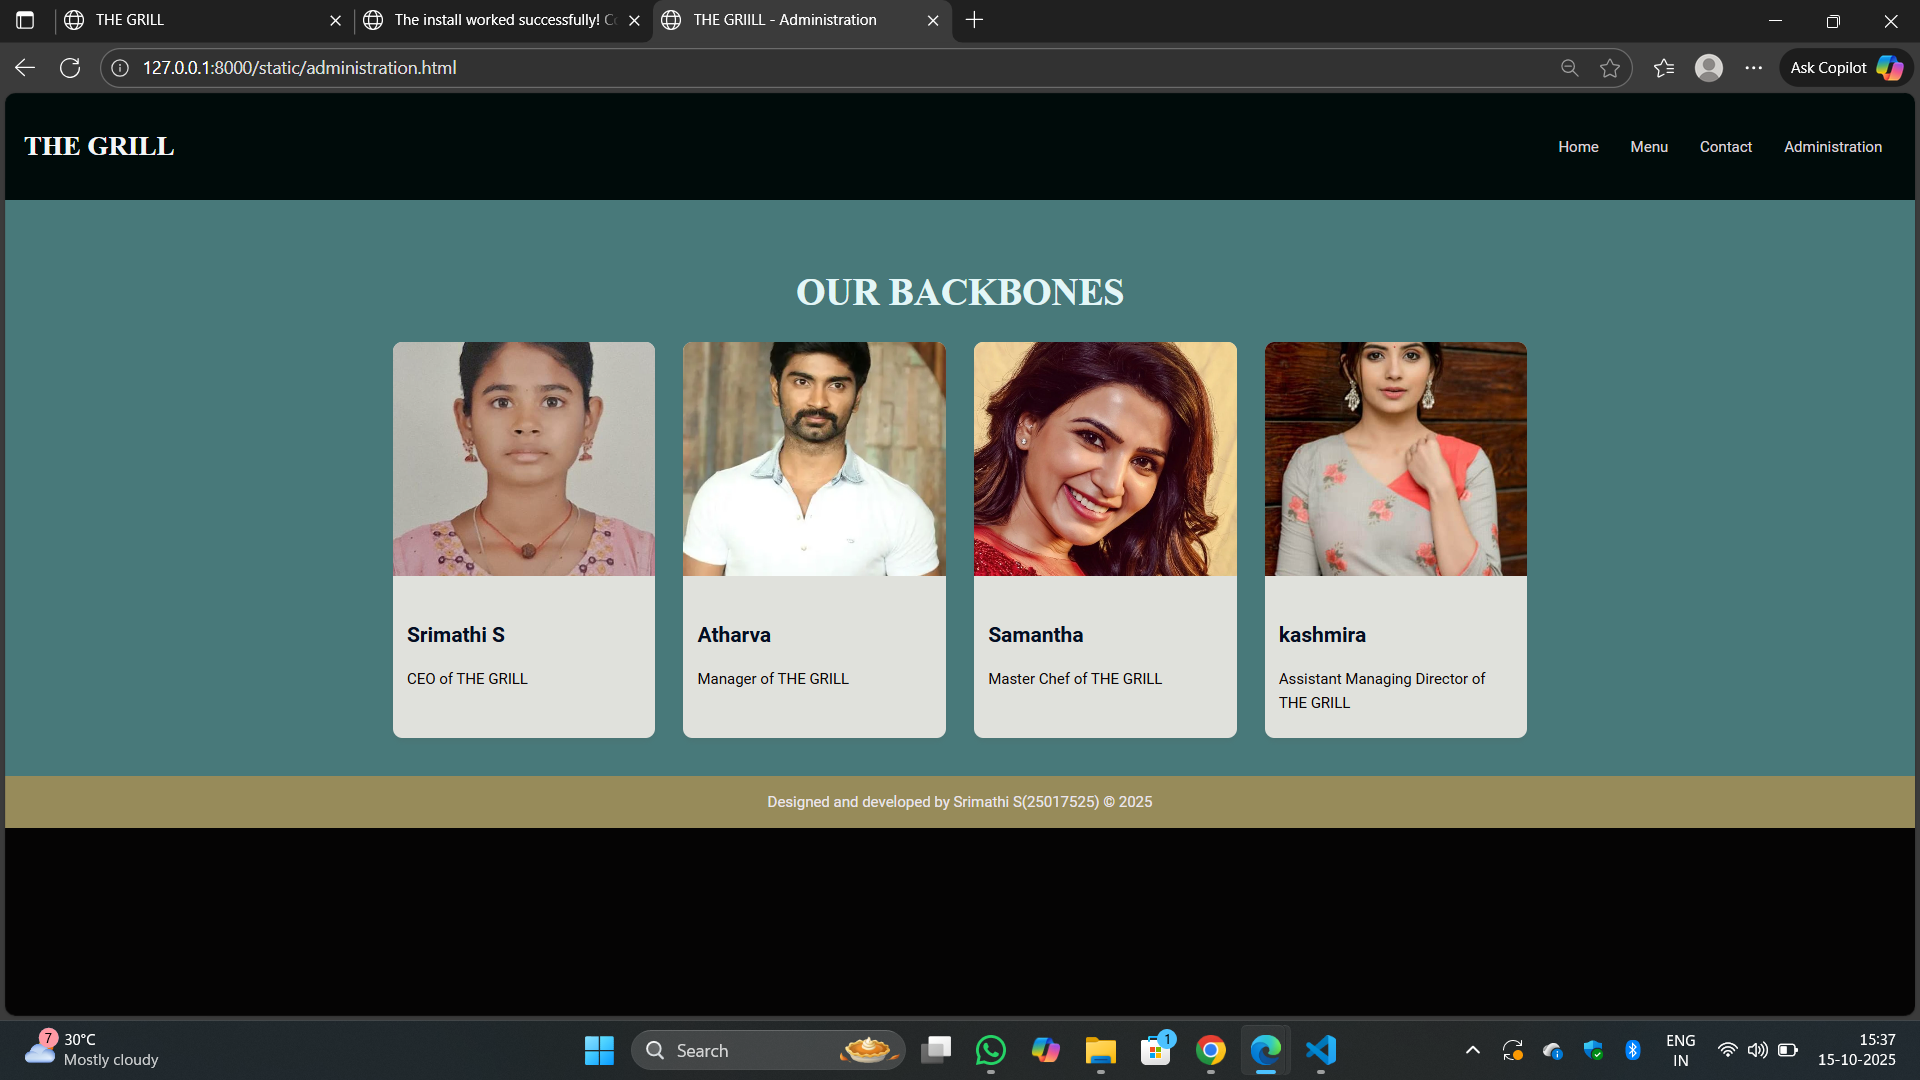 THE GRILL
The install worked successfully!
THE GRIILL - Administration
127.0.0.1:8000/static/administration.html
Ask Copilot
THE GRILL
Home
Menu
Contact
Administration
OUR BACKBONES
Srimathi S
CEO of THE GRILL
Atharva
Manager of THE GRILL
Samantha
Master Chef of THE GRILL
kashmira
Assistant Managing Director of
THE GRILL
Designed and developed by Srimathi S(25017525) © 2025
7
30°C
Mostly cloudy
Search
1
ENG
IN
15:37
15-10-2025